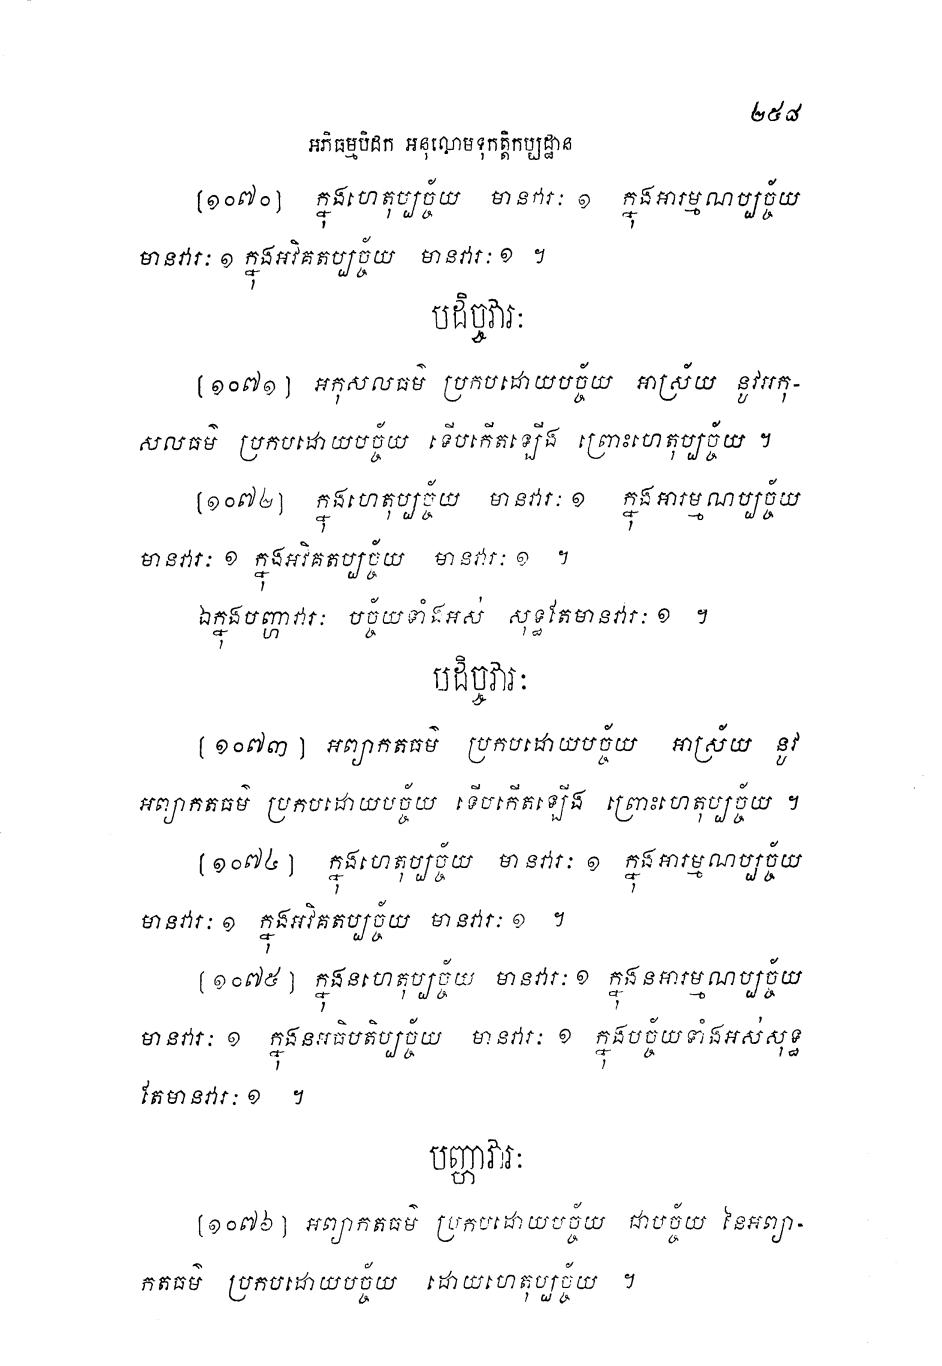 ២៥៨
អភិធម្មបិដក អនុលោមទុកត្តិកប្បដ្ឋាន
(១០៧០) ក្នុងហេតុប្បច្ច័យ មានវារៈ ១ ក្នុងអារម្មណប្បច្ច័យ
មានវារៈ ១ ក្នុងអវិគតប្បច្ច័យ មានវារៈ ១ ។
បដិច្ចវារៈ
(១០៧១) អកុសលធម៌ ប្រកបដោយបច្ច័យ អាស្រ័យ នូវអកុ-
សលធម៌ ប្រកបដោយបច្ច័យ ទើបកើតឡើង ព្រោះហេតុប្បច្ច័យ ។
(១០៧២) ក្នុងហេតុប្បច្ច័យ មានវារៈ ១ ក្នុងអារម្មណប្បច្ច័យ
មានវារៈ ១ ក្នុងអវិគតប្បច្ច័យ មានវារៈ ១ ។
ឯក្នុងបញ្ហាវារៈ បច្ច័យទាំងអស់ សុទ្ធតែមានវារៈ ១ ។
បដិច្ចវារៈ
(១០៧៣) អព្យាកតធម៌ ប្រកបដោយបច្ច័យ អាស្រ័យ នូវ
អព្យាកតធម៌ ប្រកបដោយបច្ច័យ ទើបកើតឡើង ព្រោះហេតុប្បច្ច័យ ។
(១០៧៤) ក្នុងហេតុប្បច្ច័យ មានវារៈ ១ ក្នុងអារម្មណប្បច្ច័យ
មានវារៈ ១ ក្នុងអវិគតប្បច្ច័យ មានវារៈ ១ ។
(១០៧៥) ក្នុងនហេតុប្បច្ច័យ មានវារៈ ១ ក្នុងនអារម្មណប្បច្ច័យ
មានវារៈ ១ ក្នុងនអធិបតិប្បច្ច័យ មានវារៈ ១ ក្នុងបច្ច័យទាំងអស់សុទ្ធ
តែមានវារៈ ១ ។
បញ្ហាវារៈ
(១០៧៦) អព្យាកតធម៌ ប្រកបដោយបច្ច័យ ជាបច្ច័យ នៃអព្យា-
កតធម៌ ប្រកបដោយបច្ច័យ ដោយហេតុប្បច្ច័យ ។